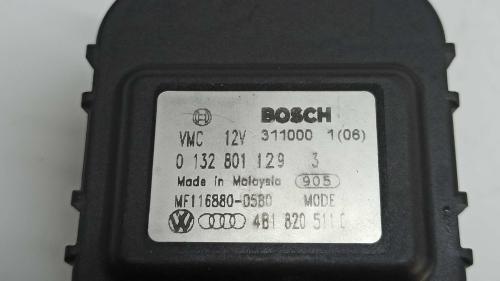 BOSCH
VMC 12V 311000 1(06)
0 132 801 129 3
Made in Malaysia 905
MF116880-0580 MODE
4B1 820 511